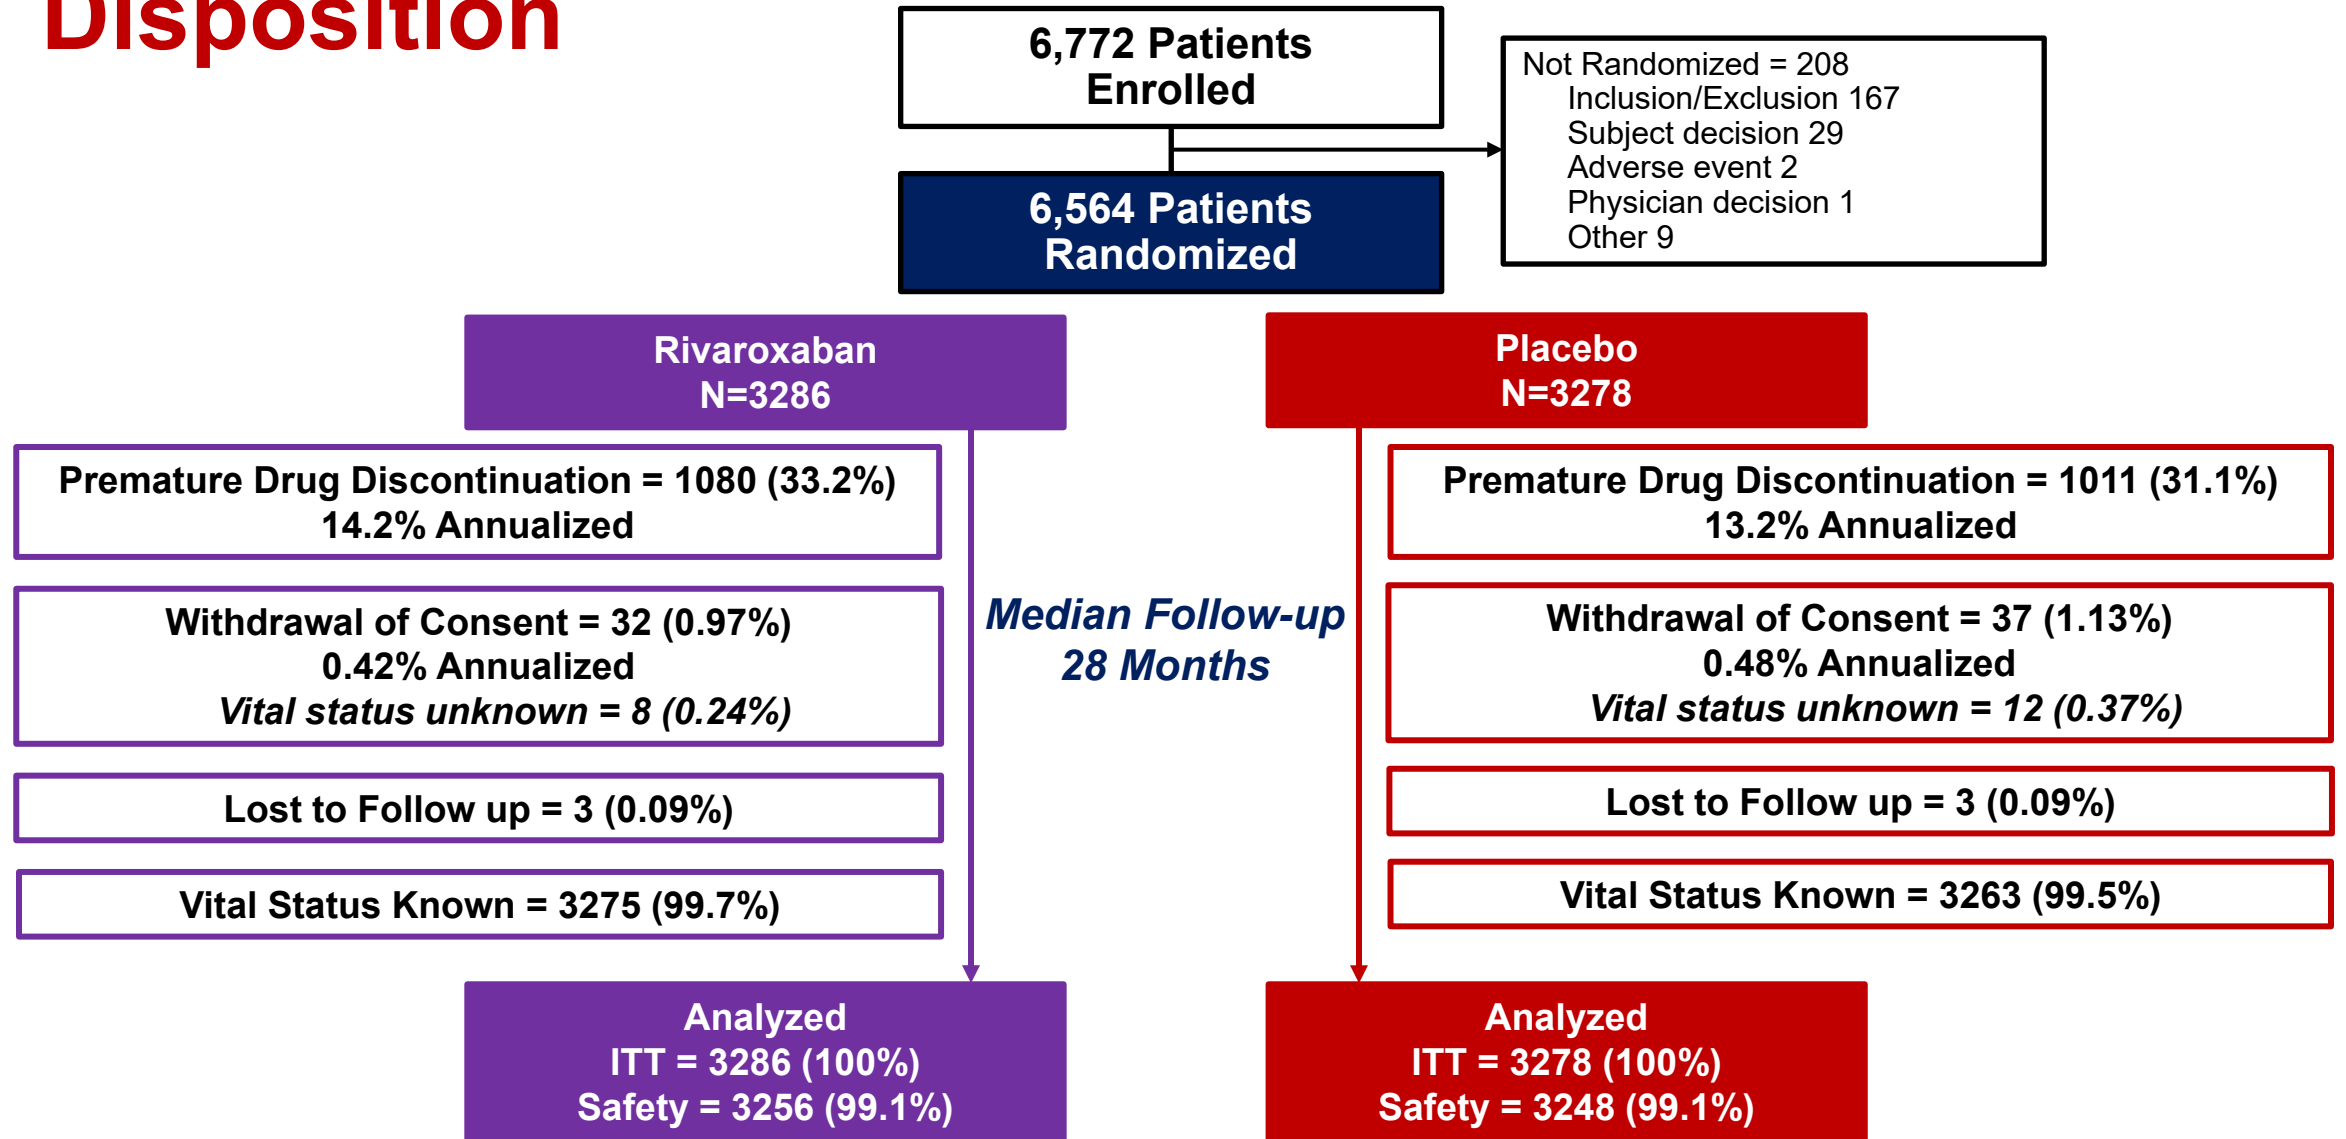 Disposition
6,772 Patients
Enrolled
Not Randomized = 208
Inclusion/Exclusion 167
Subject decision 29
Adverse event 2
Physician decision 1
Other 9
6,564 Patients
Randomized
Rivaroxaban
N=3286
Placebo
N=3278
Premature Drug Discontinuation = 1080 (33.2%)
14.2% Annualized
Premature Drug Discontinuation = 1011 (31.1%)
13.2% Annualized
Withdrawal of Consent = 32 (0.97%)
0.42% Annualized
Vital status unknown = 8 (0.24%)
Median Follow-up
28 Months
Withdrawal of Consent = 37 (1.13%)
0.48% Annualized
Vital status unknown = 12 (0.37%)
Lost to Follow up = 3 (0.09%)
Lost to Follow up = 3 (0.09%)
Vital Status Known = 3275 (99.7%)
Vital Status Known = 3263 (99.5%)
Analyzed
ITT = 3286 (100%)
Safety = 3256 (99.1%)
Analyzed
ITT = 3278 (100%)
Safety = 3248 (99.1%)